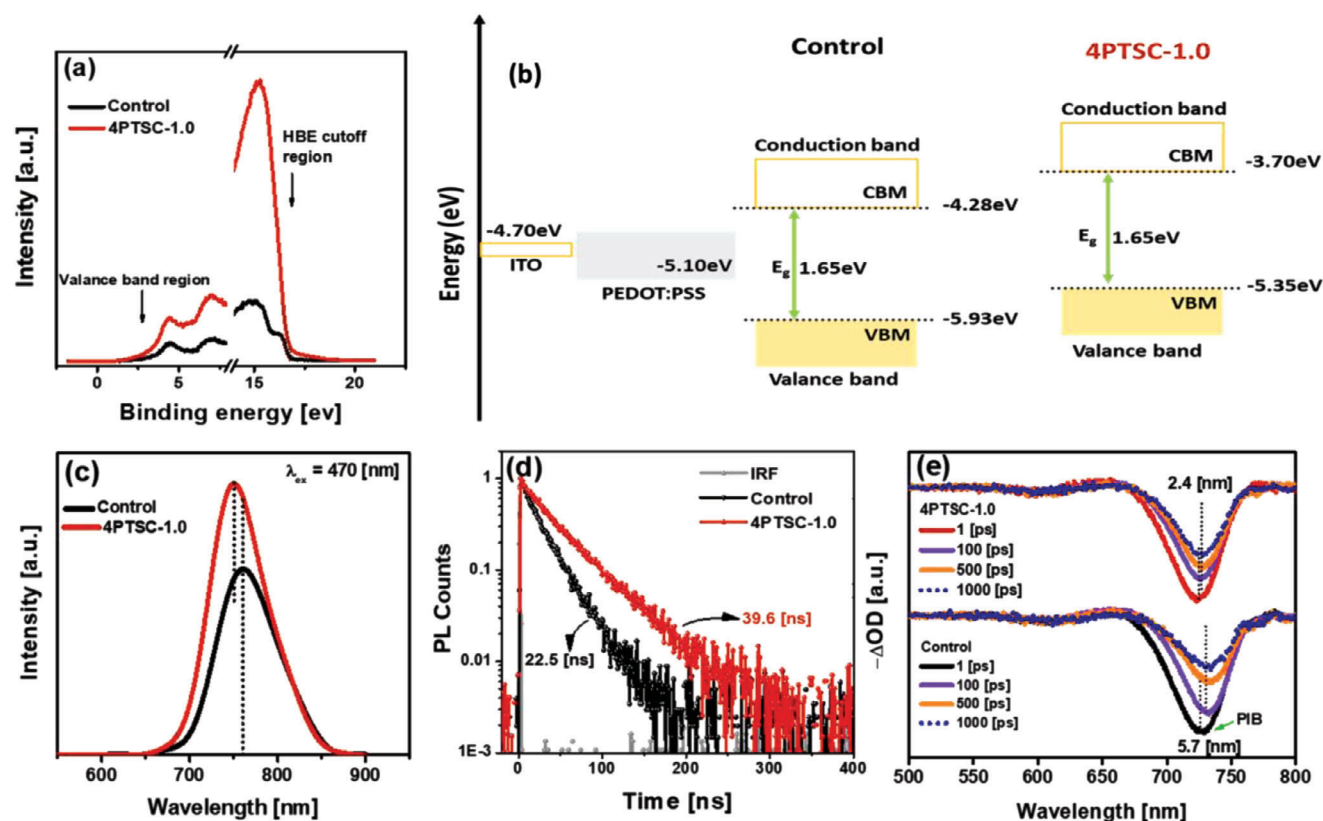 (a)
Control
4PTSC-1.0
HBE cutoff
region
Valance band region
Intensity [a.u.]
0
5
15
20
Binding energy [ev]
(b)
Energy (eV)
Control
4PTSC-1.0
-4.70eV
ITO
-5.10eV
PEDOT:PSS
Conduction band
CBM
-4.28eV
Eg 1.65eV
VBM
-5.93eV
Valance band
Conduction band
CBM
-3.70eV
Eg 1.65eV
VBM
-5.35eV
Valance band
(c)
λex = 470 [nm]
Control
4PTSC-1.0
Intensity [a.u.]
600
700
800
900
Wavelength [nm]
(d)
IRF
Control
4PTSC-1.0
39.6 [ns]
22.5 [ns]
PL Counts
1
0.1
0.01
1E-3
0
100
200
300
400
Time [ns]
(e)
2.4 [nm]
4PTSC-1.0
1 [ps]
100 [ps]
500 [ps]
1000 [ps]
Control
1 [ps]
100 [ps]
500 [ps]
1000 [ps]
PIB
5.7 [nm]
−ΔOD [a.u.]
500
550
600
650
700
750
800
Wavelength [nm]